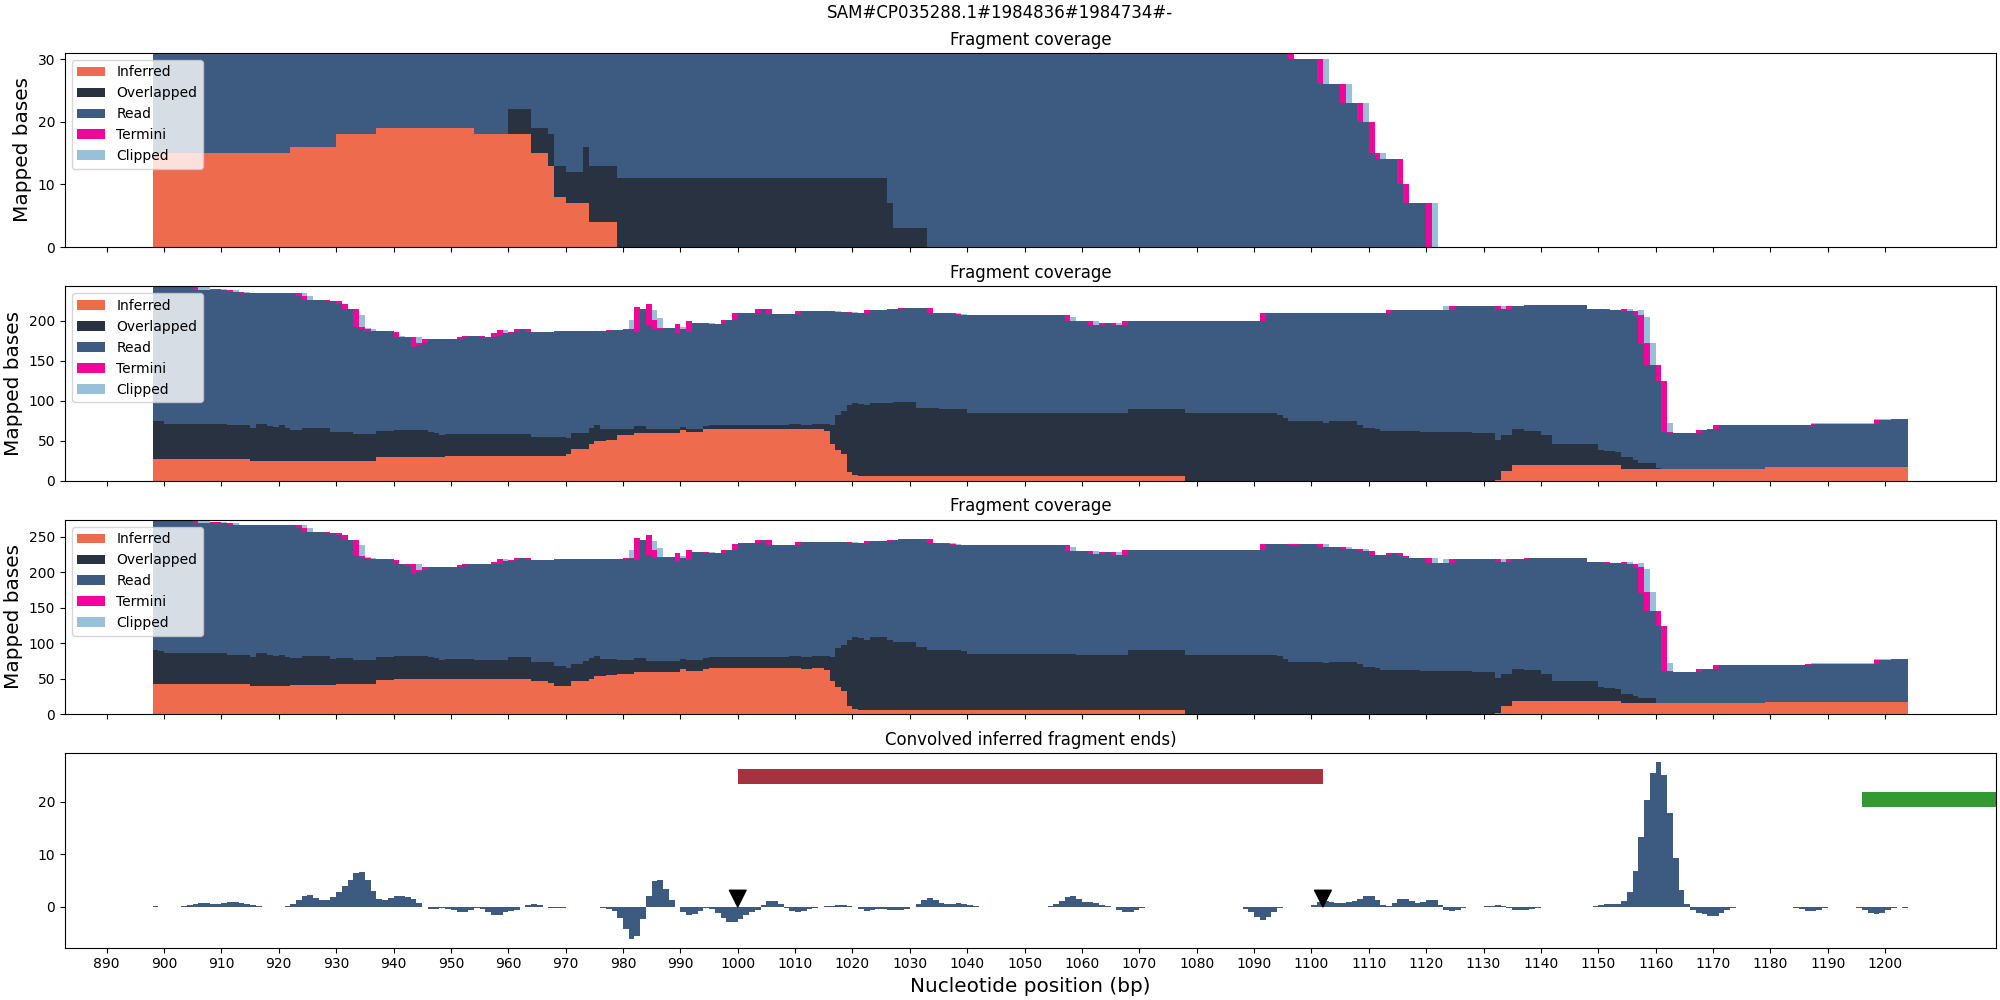 SAM#CP035288.1#1984836#1984734#-
Fragment coverage
Mapped bases
30
20
10
0
Inferred
Overlapped
Read
Termini
Clipped
Fragment coverage
Mapped bases
200
150
100
50
0
Inferred
Overlapped
Read
Termini
Clipped
Fragment coverage
Mapped bases
250
200
150
100
50
0
Inferred
Overlapped
Read
Termini
Clipped
Convolved inferred fragment ends)
20
10
0
890 900 910 920 930 940 950 960 970 980 990 1000 1010 1020 1030 1040 1050 1060 1070 1080 1090 1100 1110 1120 1130 1140 1150 1160 1170 1180 1190 1200
Nucleotide position (bp)